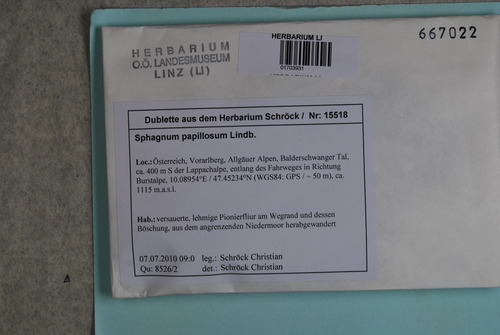 HERBARIUM
O.Ö. LANDESMUSEUM
LINZ (LI)
HERBARIUM LI
01703931
667022
Dublette aus dem Herbarium Schröck / Nr: 15518
Sphagnum papillosum Lindb.
Loc.: Österreich, Vorarlberg, Allgäuer Alpen, Balderschwanger Tal,
ca. 400 m S der Lappachalpe, entlang des Fahrweges in Richtung
Burstalpe, 10.08954°E / 47.45234°N (WGS84: GPS / ~ 50 m), ca.
1115 m.a.s.l.
Hab.: versauerte, lehmige Pionierfliur am Wegrand und dessen
Böschung, aus dem angrenzenden Niedermoor herabgewandert
07.07.2010 09:0 leg.: Schröck Christian
Qu: 8526/2 det.: Schröck Christian